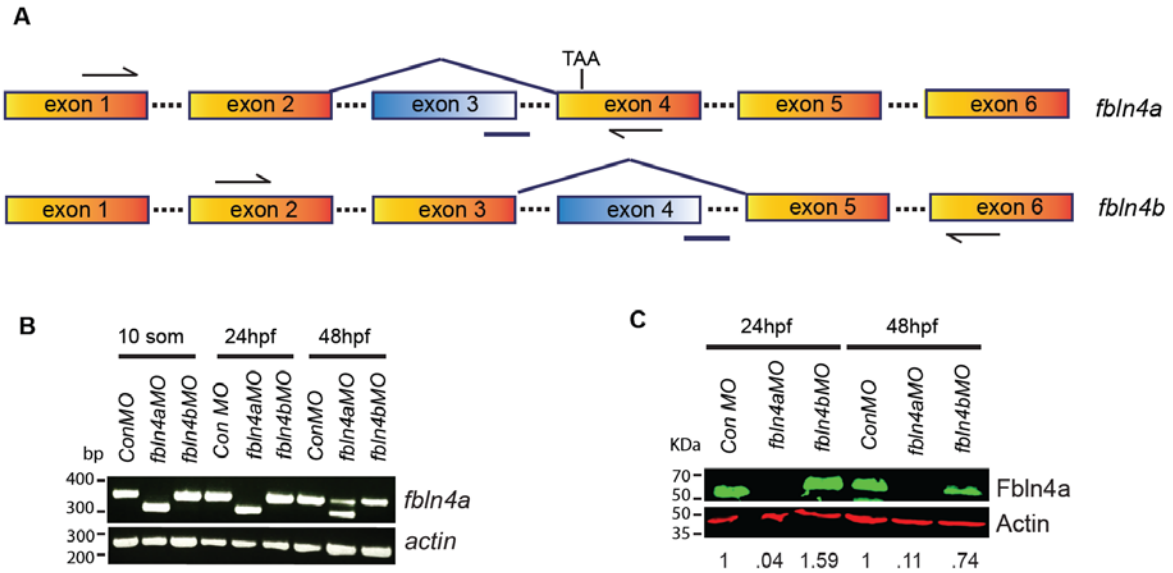 A
TAA
exon 1 exon 2 exon 3 exon 4 exon 5 exon 6 fbln4a
exon 1 exon 2 exon 3 exon 4 exon 5 exon 6 fbln4b
B
10 som 24hpf 48hpf
ConMO fbln4aMO fbln4bMO Con MO fbln4aMO fbln4bMO ConMO fbln4aMO fbln4bMO
bp
400
300
fbln4a
300
200
actin
C
24hpf 48hpf
Con MO fbln4aMO fbln4bMO ConMO fbln4aMO fbln4bMO
KDa
70
50
Fbln4a
50
35
Actin
1 .04 1.59 1 .11 .74